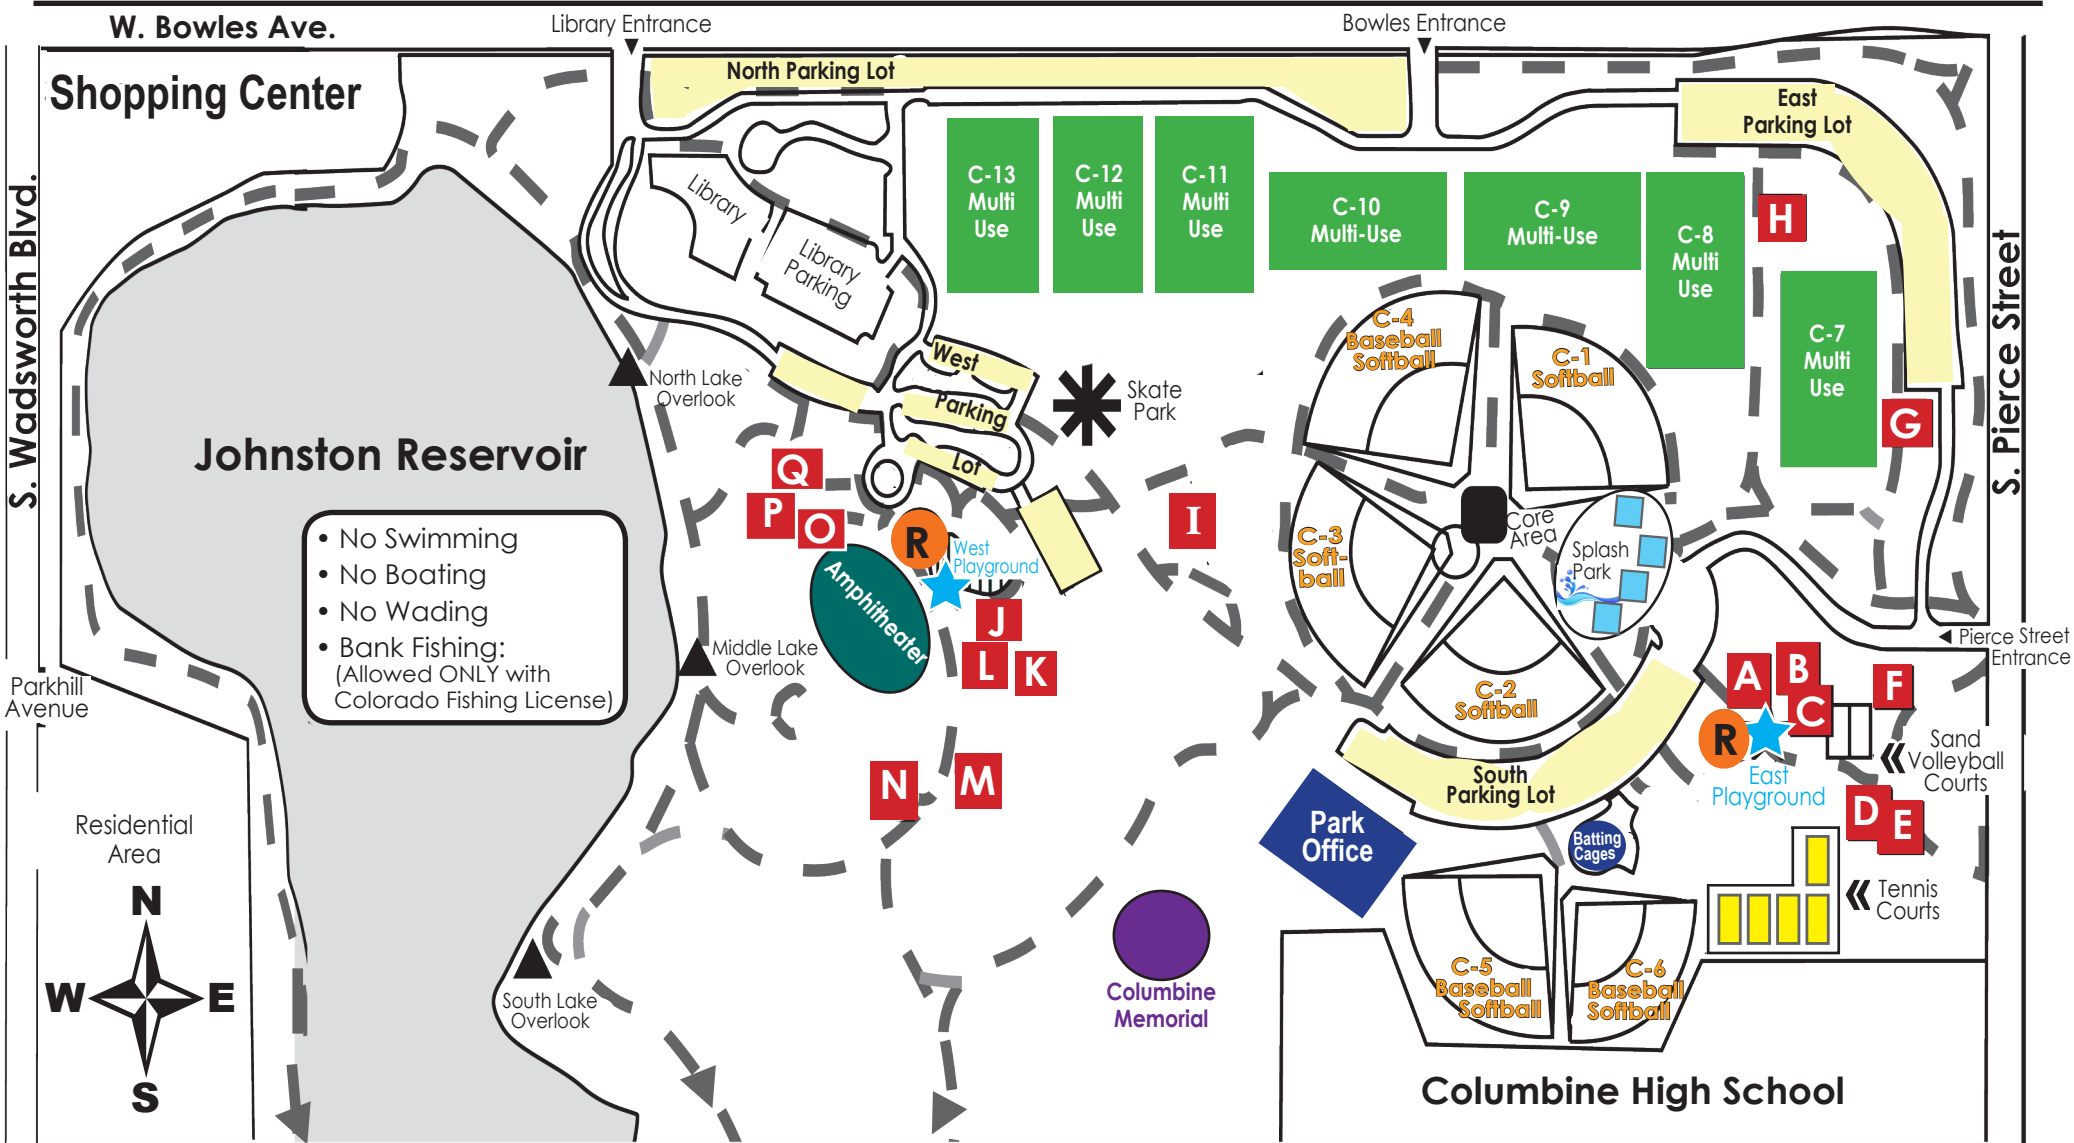 W. Bowles Ave.
Library Entrance
Bowles Entrance
Shopping Center
North Parking Lot
East
Parking Lot
S. Wadsworth Blvd.
S. Pierce Street
Library
Library
Parking
C-13
Multi
Use
C-12
Multi
Use
C-11
Multi
Use
C-10
Multi-Use
C-9
Multi-Use
C-8
Multi
Use
H
C-7
Multi
Use
G
C-4
Baseball
Softball
C-1
Softball
West
Parking
Lot
Skate
Park
North Lake
Overlook
Johnston Reservoir
• No Swimming
• No Boating
• No Wading
• Bank Fishing:
(Allowed ONLY with
Colorado Fishing License)
Q
P
O
R
West
Playground
Amphitheater
I
C-3
Soft-
ball
Core
Area
Splash
Park
J
L
K
Middle Lake
Overlook
C-2
Softball
Pierce Street
Entrance
A
B
C
F
R
East
Playground
Sand
Volleyball
Courts
Parkhill
Avenue
N
M
South
Parking Lot
D
E
Park
Office
Batting
Cages
Tennis
Courts
Residential
Area
N
W
E
S
South Lake
Overlook
Columbine
Memorial
C-5
Baseball
Softball
C-6
Baseball
Softball
Columbine High School